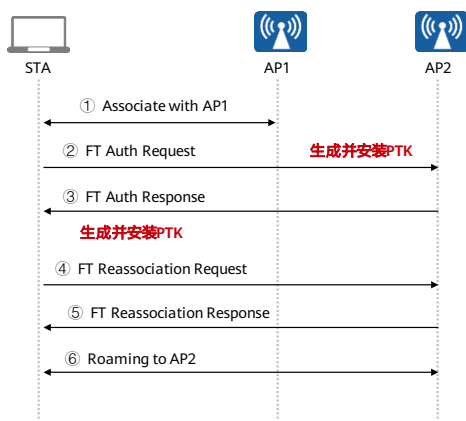 STA AP1 AP2
① Associate with AP1
② FT Auth Request 生成并安装PTK
③ FT Auth Response
生成并安装PTK
④ FT Reassociation Request
⑤ FT Reassociation Response
⑥ Roaming to AP2